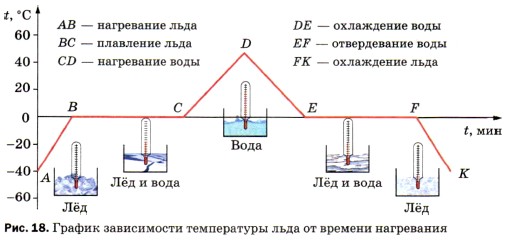 t, °C
AB — нагревание льда
BC — плавление льда
CD — нагревание воды
DE — охлаждение воды
EF — отвердевание воды
FK — охлаждение льда
60
40
20
0
−20
−40
−60
A
B
C
D
E
F
K
t, мин
Лёд
Лёд и вода
Вода
Лёд и вода
Лёд
Рис. 18. График зависимости температуры льда от времени нагревания